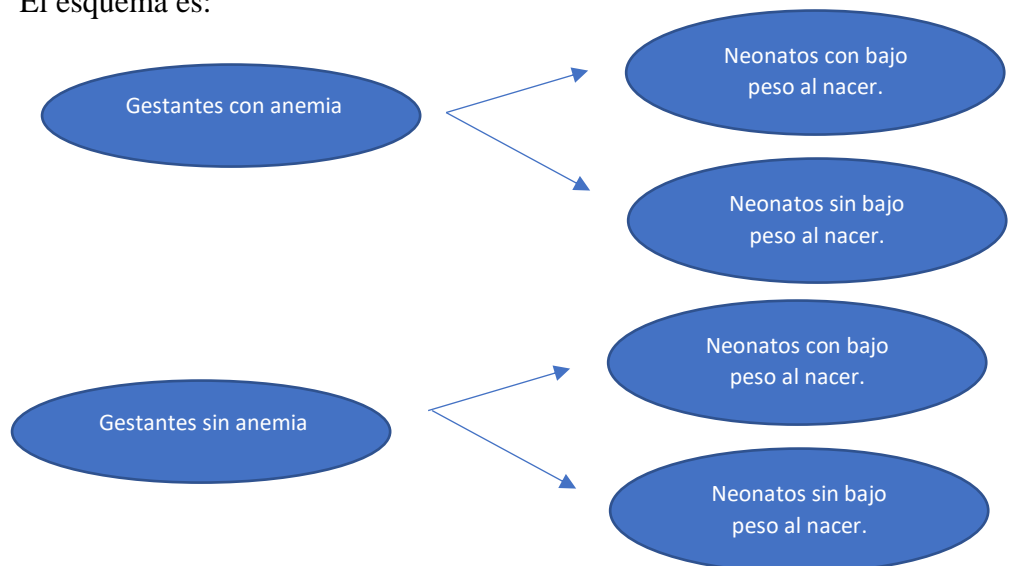 El esquema es:
Gestantes con anemia
Neonatos con bajo
peso al nacer.
Neonatos sin bajo
peso al nacer.
Gestantes sin anemia
Neonatos con bajo
peso al nacer.
Neonatos sin bajo
peso al nacer.